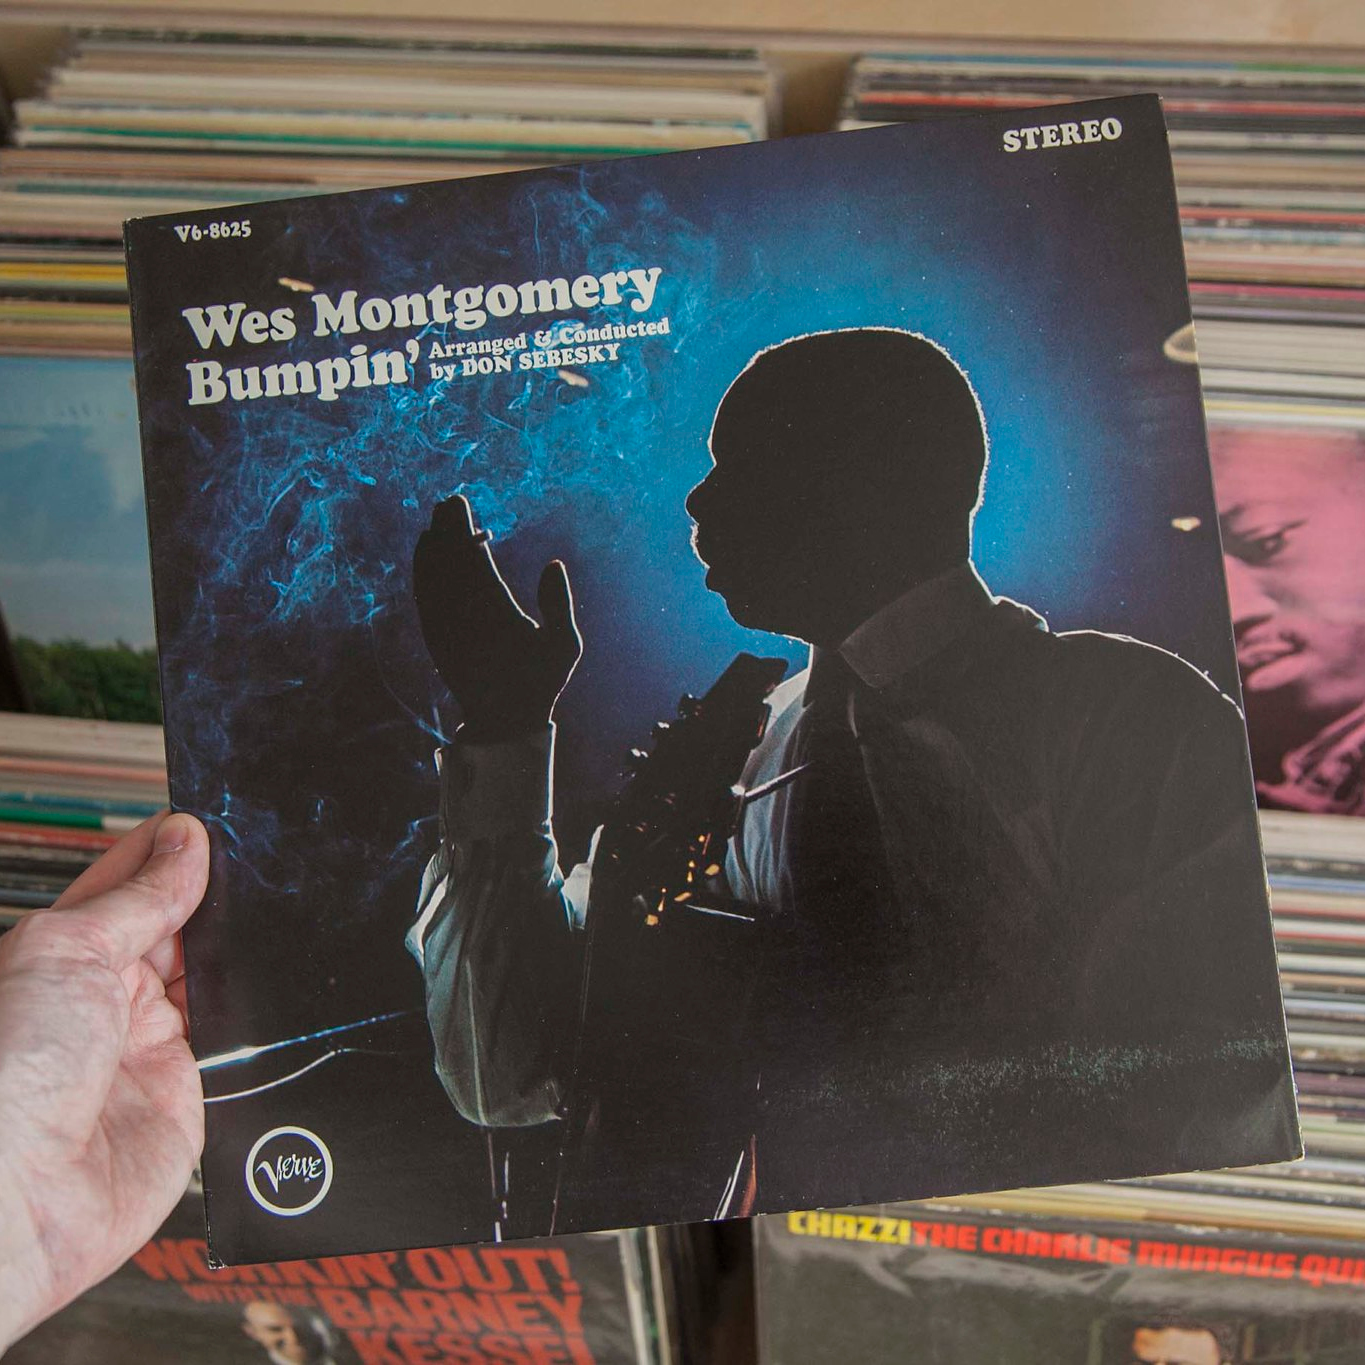 STEREO
V6-8625
Wes Montgomery
Bumpin' Arranged & Conducted
by DON SEBESKY
Verve
CHAZZ! THE CHARLIE MINGUS
WORKIN' OUT!
WITH THE BARNEY
KESSEL